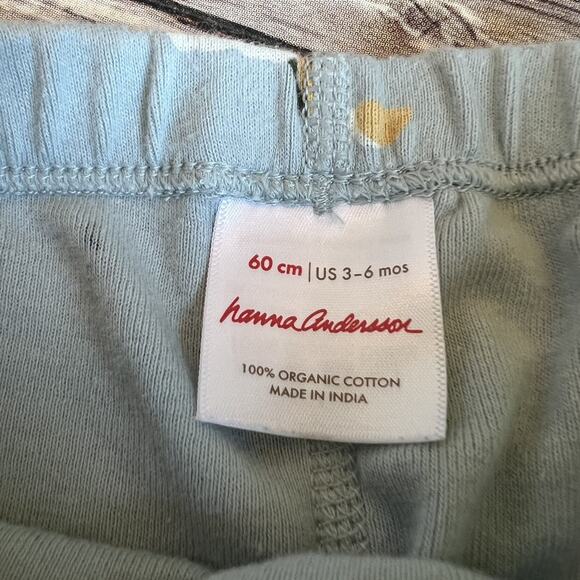 60 cm | US 3-6 mos
hanna andersson
100% ORGANIC COTTON
MADE IN INDIA